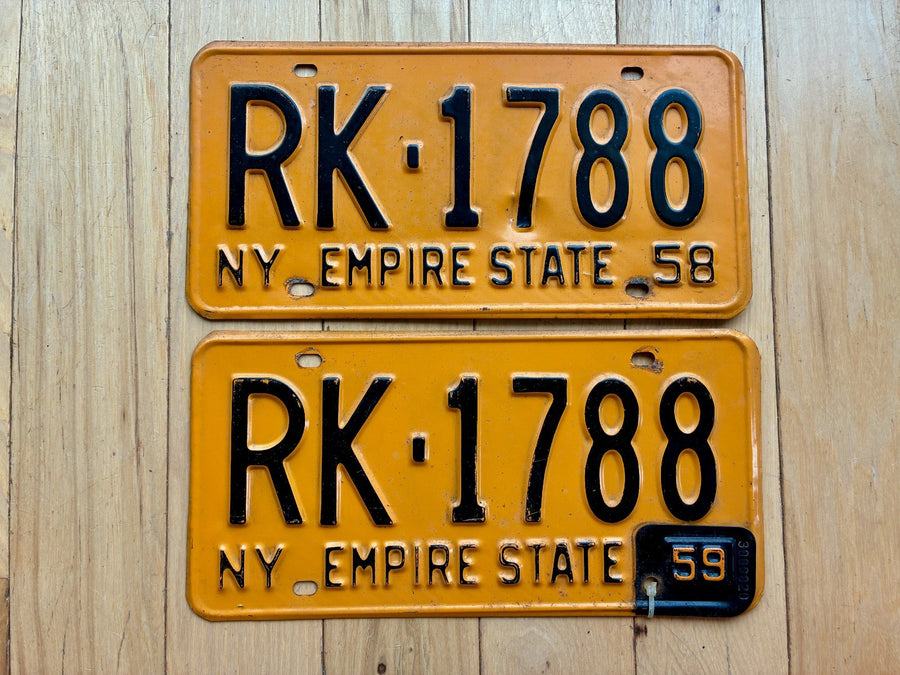 RK·1788
NY EMPIRE STATE 58
RK·1788
NY EMPIRE STATE 59